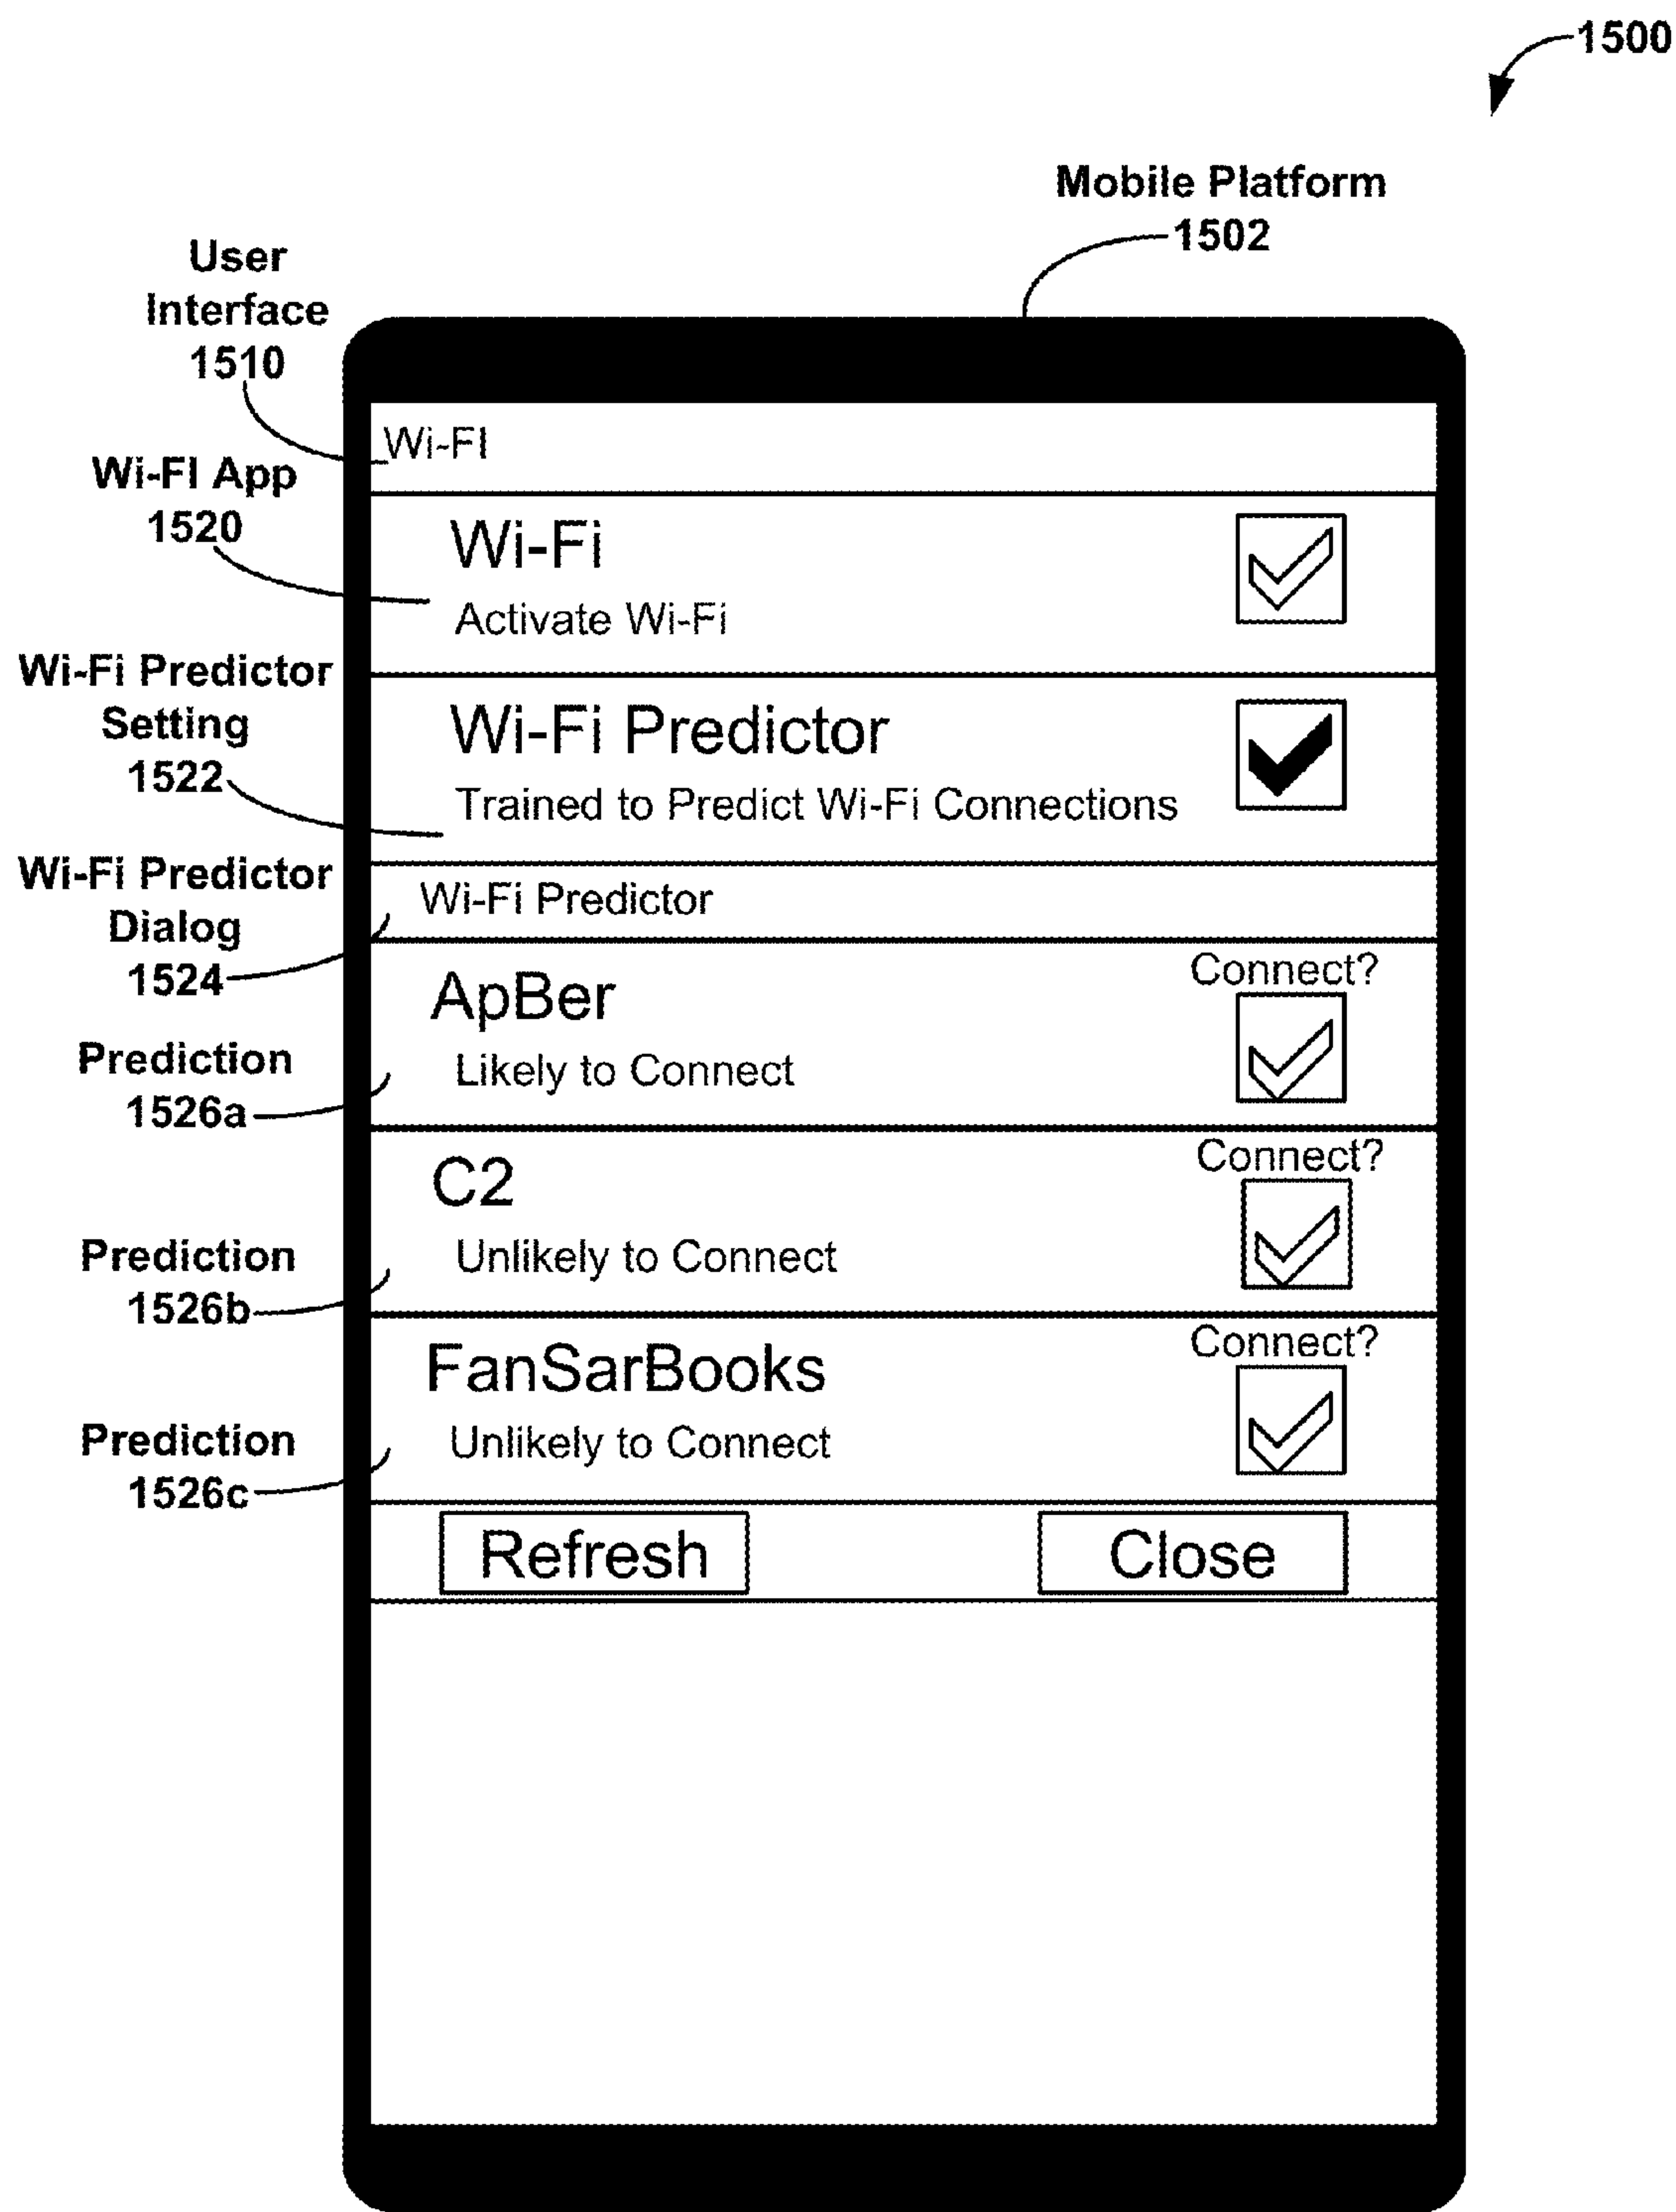 1500
Mobile Platform
1502
User
Interface
1510
Wi-FI
Wi-FI App
1520
Wi-Fi
Activate Wi-Fi
Wi-Fi Predictor
Setting
1522
Wi-Fi Predictor
Trained to Predict Wi-Fi Connections
Wi-Fi Predictor
Dialog
1524
Wi-Fi Predictor
ApBer
Connect?
Likely to Connect
Prediction
1526a
C2
Connect?
Unlikely to Connect
Prediction
1526b
FanSarBooks
Connect?
Unlikely to Connect
Prediction
1526c
Refresh
Close